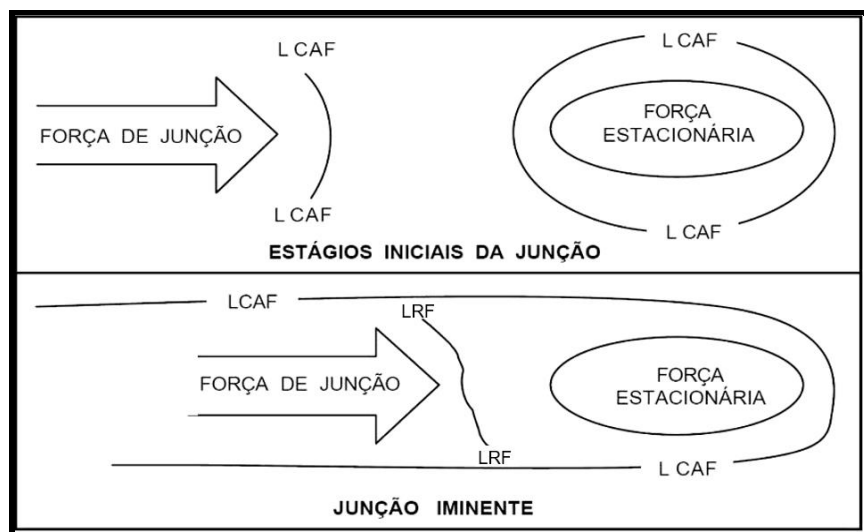 L CAF
FORÇA DE JUNÇÃO
L CAF
L CAF
FORÇA
ESTACIONÁRIA
L CAF
ESTÁGIOS INICIAIS DA JUNÇÃO
LCAF
LRF
FORÇA DE JUNÇÃO
LRF
FORÇA
ESTACIONÁRIA
L CAF
JUNÇÃO IMINENTE